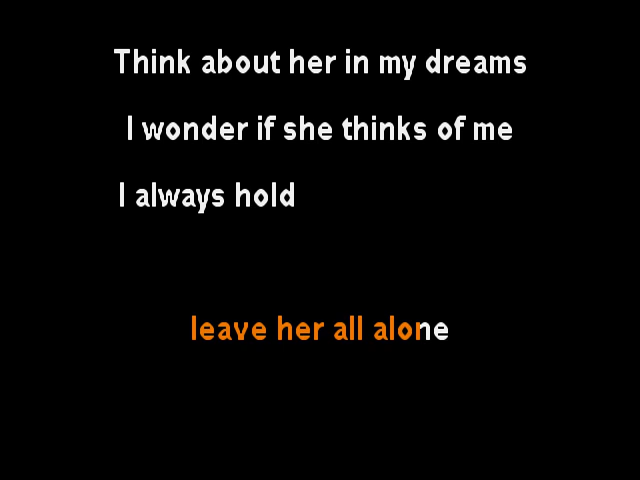 Think about her in my dreams
I wonder if she thinks of me
I always hold
leave her all alone